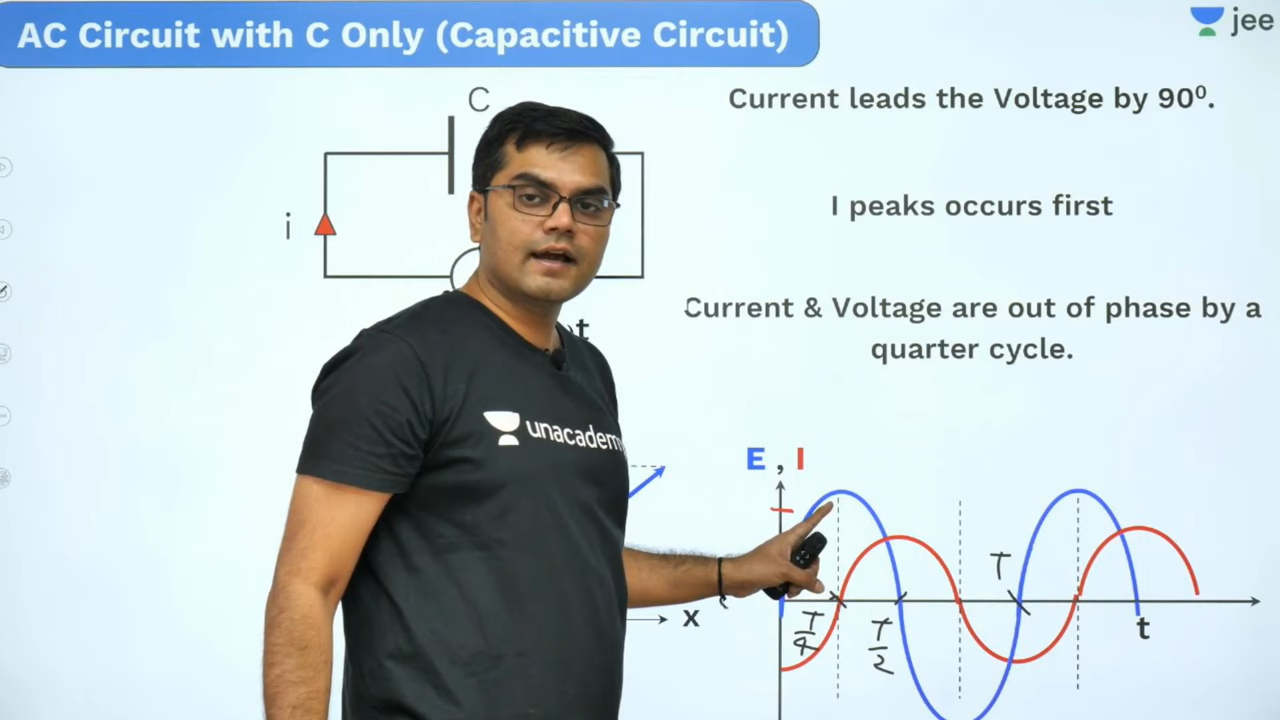 AC Circuit with C Only (Capacitive Circuit)
jee
C
Current leads the Voltage by 90⁰.
i
I peaks occurs first
Current & Voltage are out of phase by a
quarter cycle.
t
unacademy
E , I
T
x
T/4
T/2
t